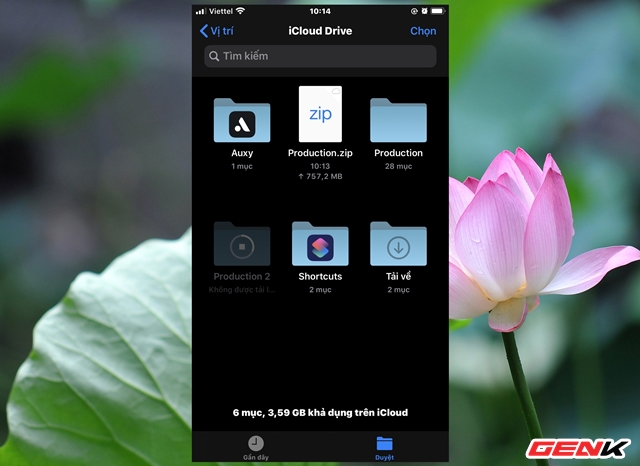 Viettel 10:14
Vị trí iCloud Drive Chọn
Tìm kiếm
zip
Auxy Production.zip Production
1 mục 10:13 28 mục
↑ 757,2 MB
Production 2 Shortcuts Tải về
Không được tải l... 2 mục 2 mục
6 mục, 3,59 GB khả dụng trên iCloud
Gần đây Duyệt
GENK